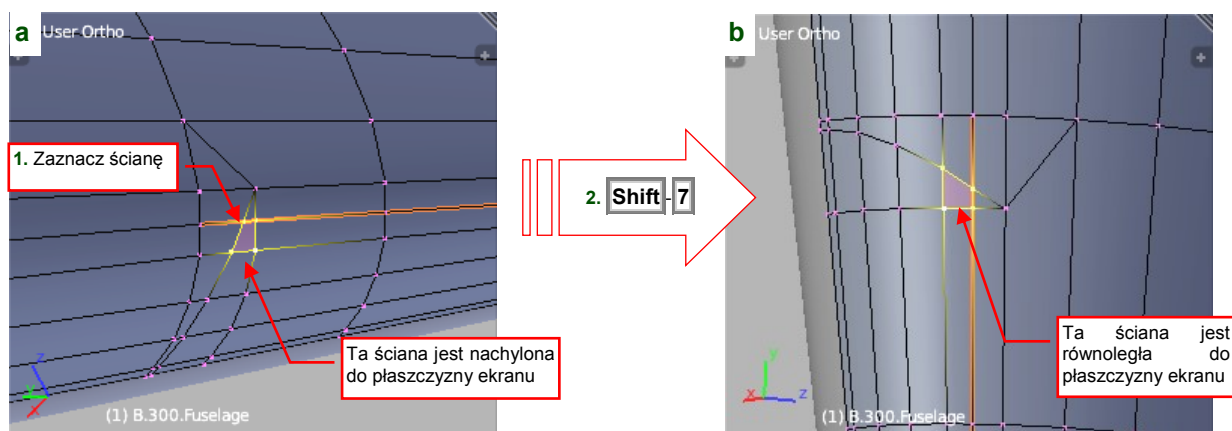 a
User Ortho
1. Zaznacz ścianę
Ta ściana jest nachylona
do płaszczyzny ekranu
z
y
x
(1) B.300.Fuselage
2. Shift - 7
b
User Ortho
Ta ściana jest
równoległa do
płaszczyzny ekranu
y
x
z
(1) B.300.Fuselage